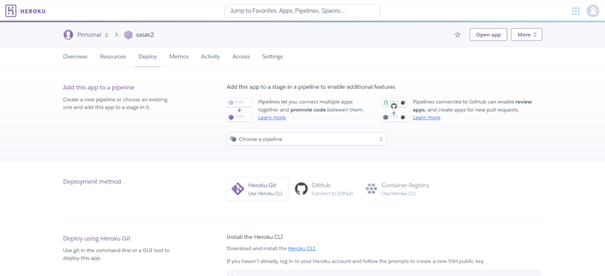 HEROKU
Jump to Favorites, Apps, Pipelines, Spaces...
Personal > sasas2
Open app
More
Overview Resources Deploy Metrics Activity Access Settings
Add this app to a pipeline
Create a new pipeline or choose an existing
one and add this app to a stage in it.
Add this app to a stage in a pipeline to enable additional features
Pipelines let you connect multiple apps
together and promote code between them.
Learn more.
Pipelines connected to GitHub can enable review
apps, and create apps for new pull requests.
Learn more.
Choose a pipeline
Deployment method
Heroku Git
Use Heroku CLI
GitHub
Connect to GitHub
Container Registry
Use Heroku CLI
Deploy using Heroku Git
Use git in the command line or a GUI tool to
deploy this app.
Install the Heroku CLI
Download and install the Heroku CLI.
If you haven't already, log in to your Heroku account and follow the prompts to create a new SSH public key.